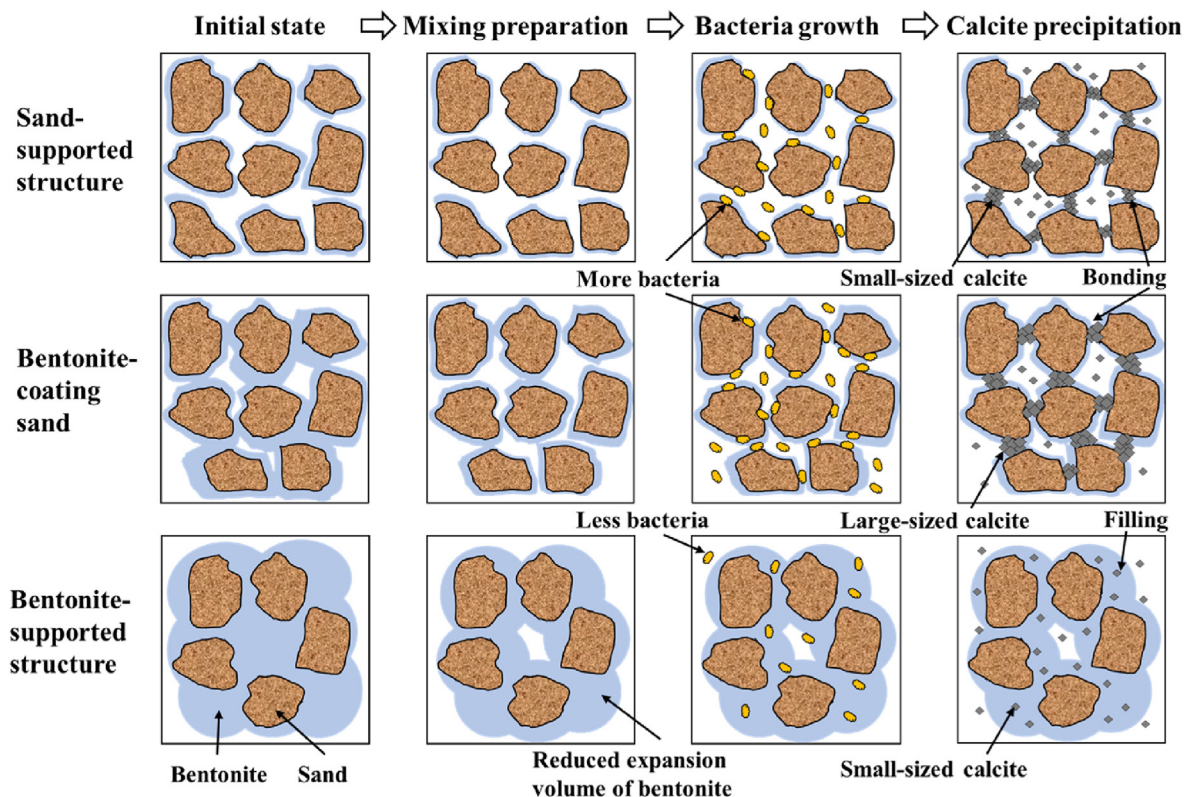 Initial state
Mixing preparation
Bacteria growth
Calcite precipitation
Sand-
supported
structure
More bacteria
Small-sized calcite
Bonding
Bentonite-
coating
sand
Less bacteria
Large-sized calcite
Filling
Bentonite-
supported
structure
Bentonite
Sand
Reduced expansion
volume of bentonite
Small-sized calcite